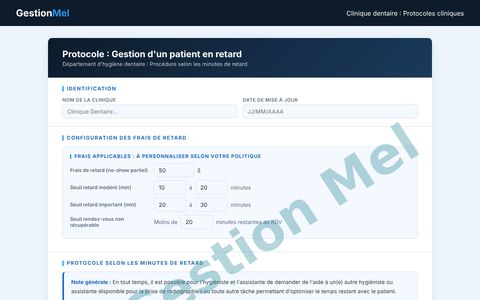 GestionMel
Clinique dentaire : Protocoles cliniques
Protocole : Gestion d'un patient en retard
Département d'hygiène dentaire : Procédure selon les minutes de retard
IDENTIFICATION
NOM DE LA CLINIQUE
DATE DE MISE À JOUR
Clinique Dentaire...
JJ/MM/AAAA
CONFIGURATION DES FRAIS DE RETARD
FRAIS APPLICABLES : À PERSONNALISER SELON VOTRE POLITIQUE
Frais de retard (no-show partiel) 50 $
Seuil retard modéré (min) 10 à 20 minutes
Seuil retard important (min) 20 à 30 minutes
Seuil rendez-vous non récupérable Moins de 20 minutes restantes au RDV
PROTOCOLE SELON LES MINUTES DE RETARD
Note générale : En tout temps, il est possible pour l'hygiéniste et l'assistante de demander de l'aide à un(e) autre hygiéniste ou
assistante disponible pour la prise de radiographies ou toute autre tâche permettant d'optimiser le temps restant avec le patient.
Gestion Mel